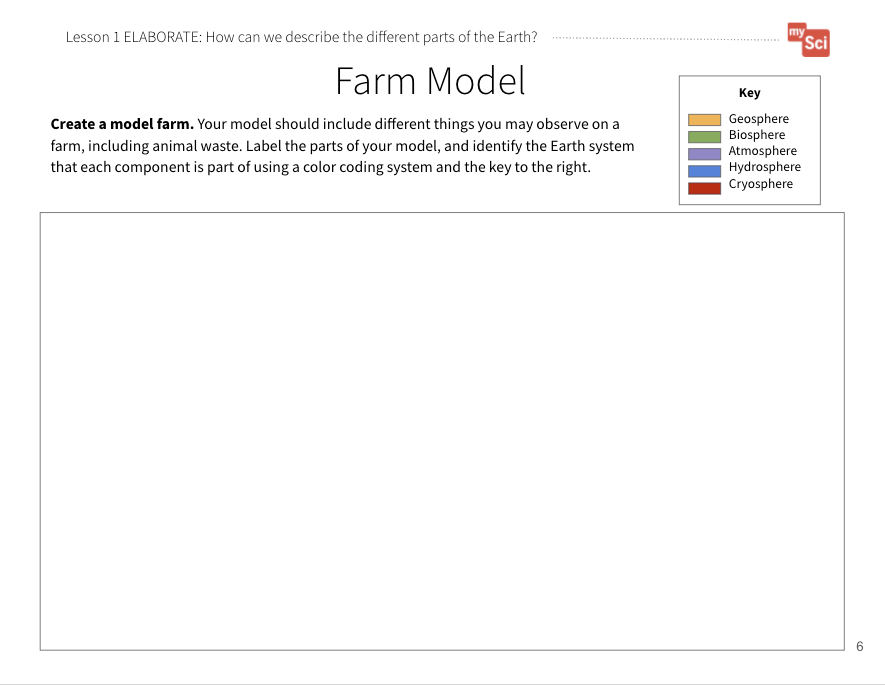 Lesson 1 ELABORATE: How can we describe the different parts of the Earth?
my
Sci
Farm Model
Create a model farm. Your model should include different things you may observe on a
farm, including animal waste. Label the parts of your model, and identify the Earth system
that each component is part of using a color coding system and the key to the right.
Key
Geosphere
Biosphere
Atmosphere
Hydrosphere
Cryosphere
6